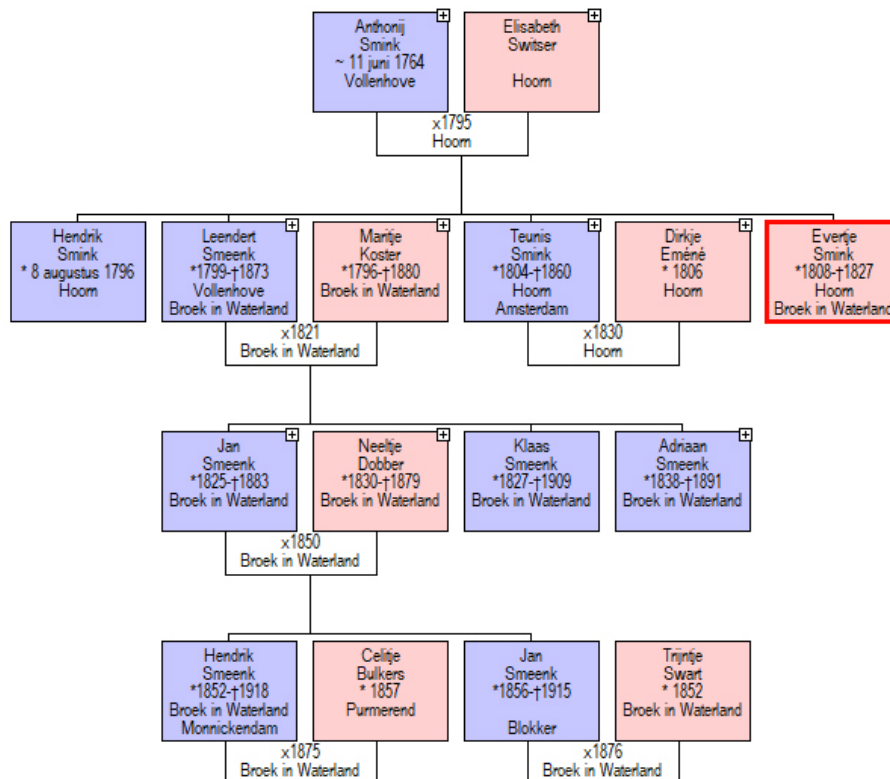 Anthonij
Smink
~ 11 juni 1764
Vollenhove
Elisabeth
Switser
Hoorn
x1795
Hoorn
Hendrik
Smink
* 8 augustus 1796
Hoorn
Leendert
Smeenk
*1799-†1873
Vollenhove
Broek in Waterland
Maritje
Koster
*1796-†1880
Broek in Waterland
Teunis
Smink
*1804-†1860
Hoorn
Amsterdam
Dirkje
Eméné
* 1806
Hoorn
Evertje
Smink
*1808-†1827
Hoorn
Broek in Waterland
x1821
Broek in Waterland
x1830
Hoorn
Jan
Smeenk
*1825-†1883
Broek in Waterland
Neeltje
Dobber
*1830-†1879
Broek in Waterland
Klaas
Smeenk
*1827-†1909
Broek in Waterland
Adriaan
Smeenk
*1838-†1891
Broek in Waterland
x1850
Broek in Waterland
Hendrik
Smeenk
*1852-†1918
Broek in Waterland
Monnickendam
Celitje
Bulkers
* 1857
Purmerend
Jan
Smeenk
*1856-†1915
Blokker
Trijntje
Swart
* 1852
Broek in Waterland
x1875
Broek in Waterland
x1876
Broek in Waterland